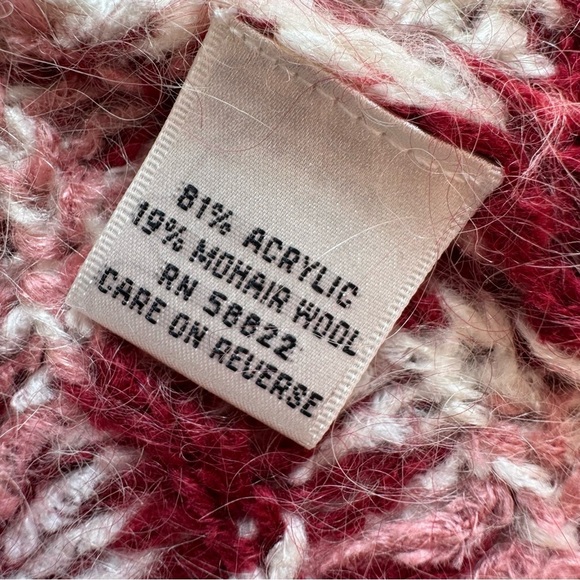 81% ACRYLIC
19% MOHAIR WOOL
RN 58822
CARE ON REVERSE